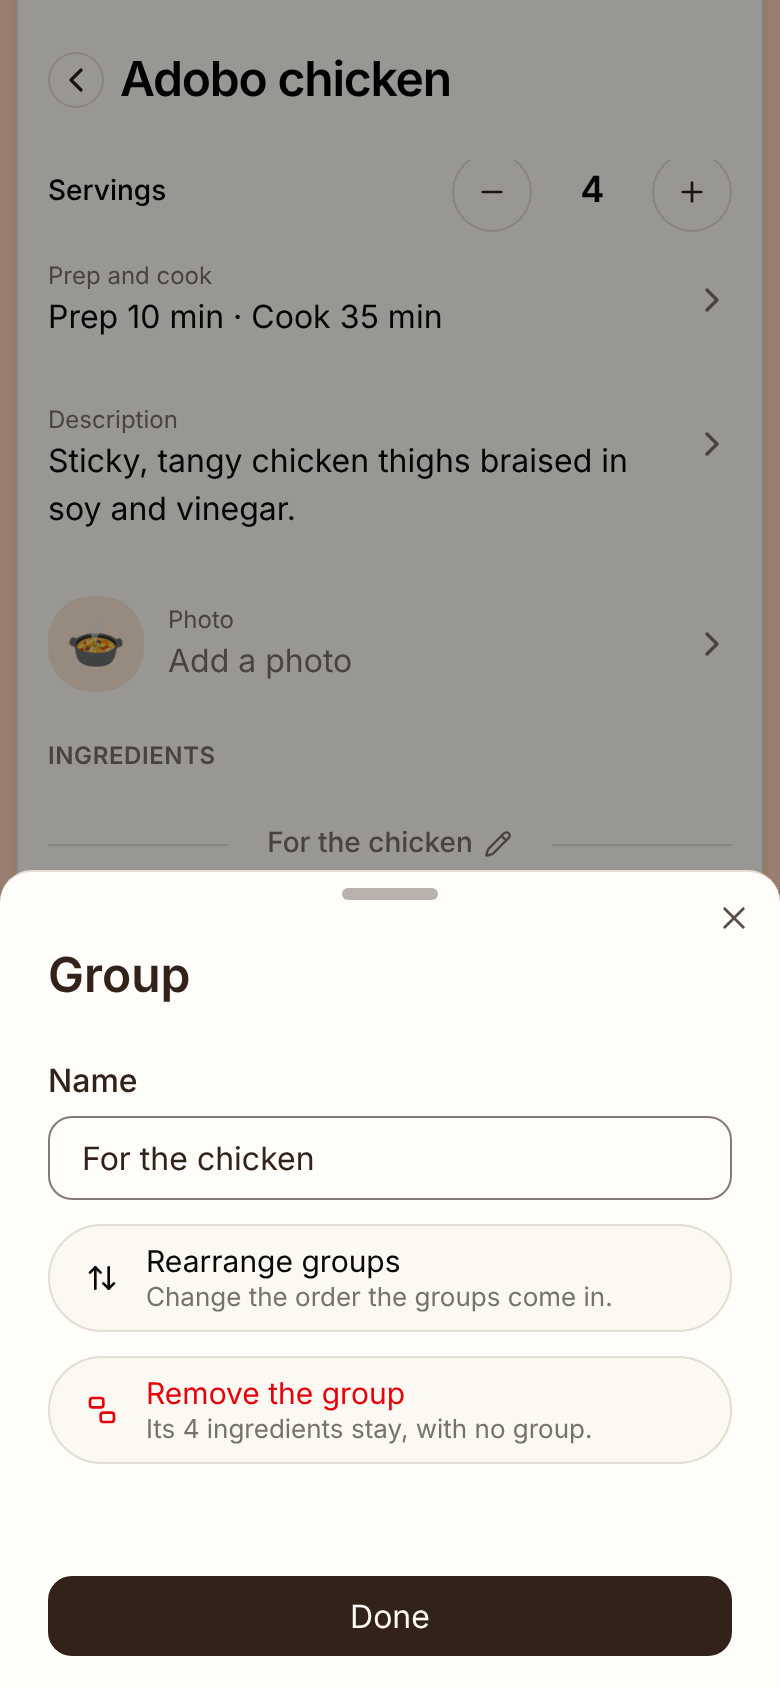 Adobo chicken
Servings
4
Prep and cook
Prep 10 min · Cook 35 min
Description
Sticky, tangy chicken thighs braised in
soy and vinegar.
Photo
Add a photo
INGREDIENTS
For the chicken
Group
Name
For the chicken
Rearrange groups
Change the order the groups come in.
Remove the group
Its 4 ingredients stay, with no group.
Done